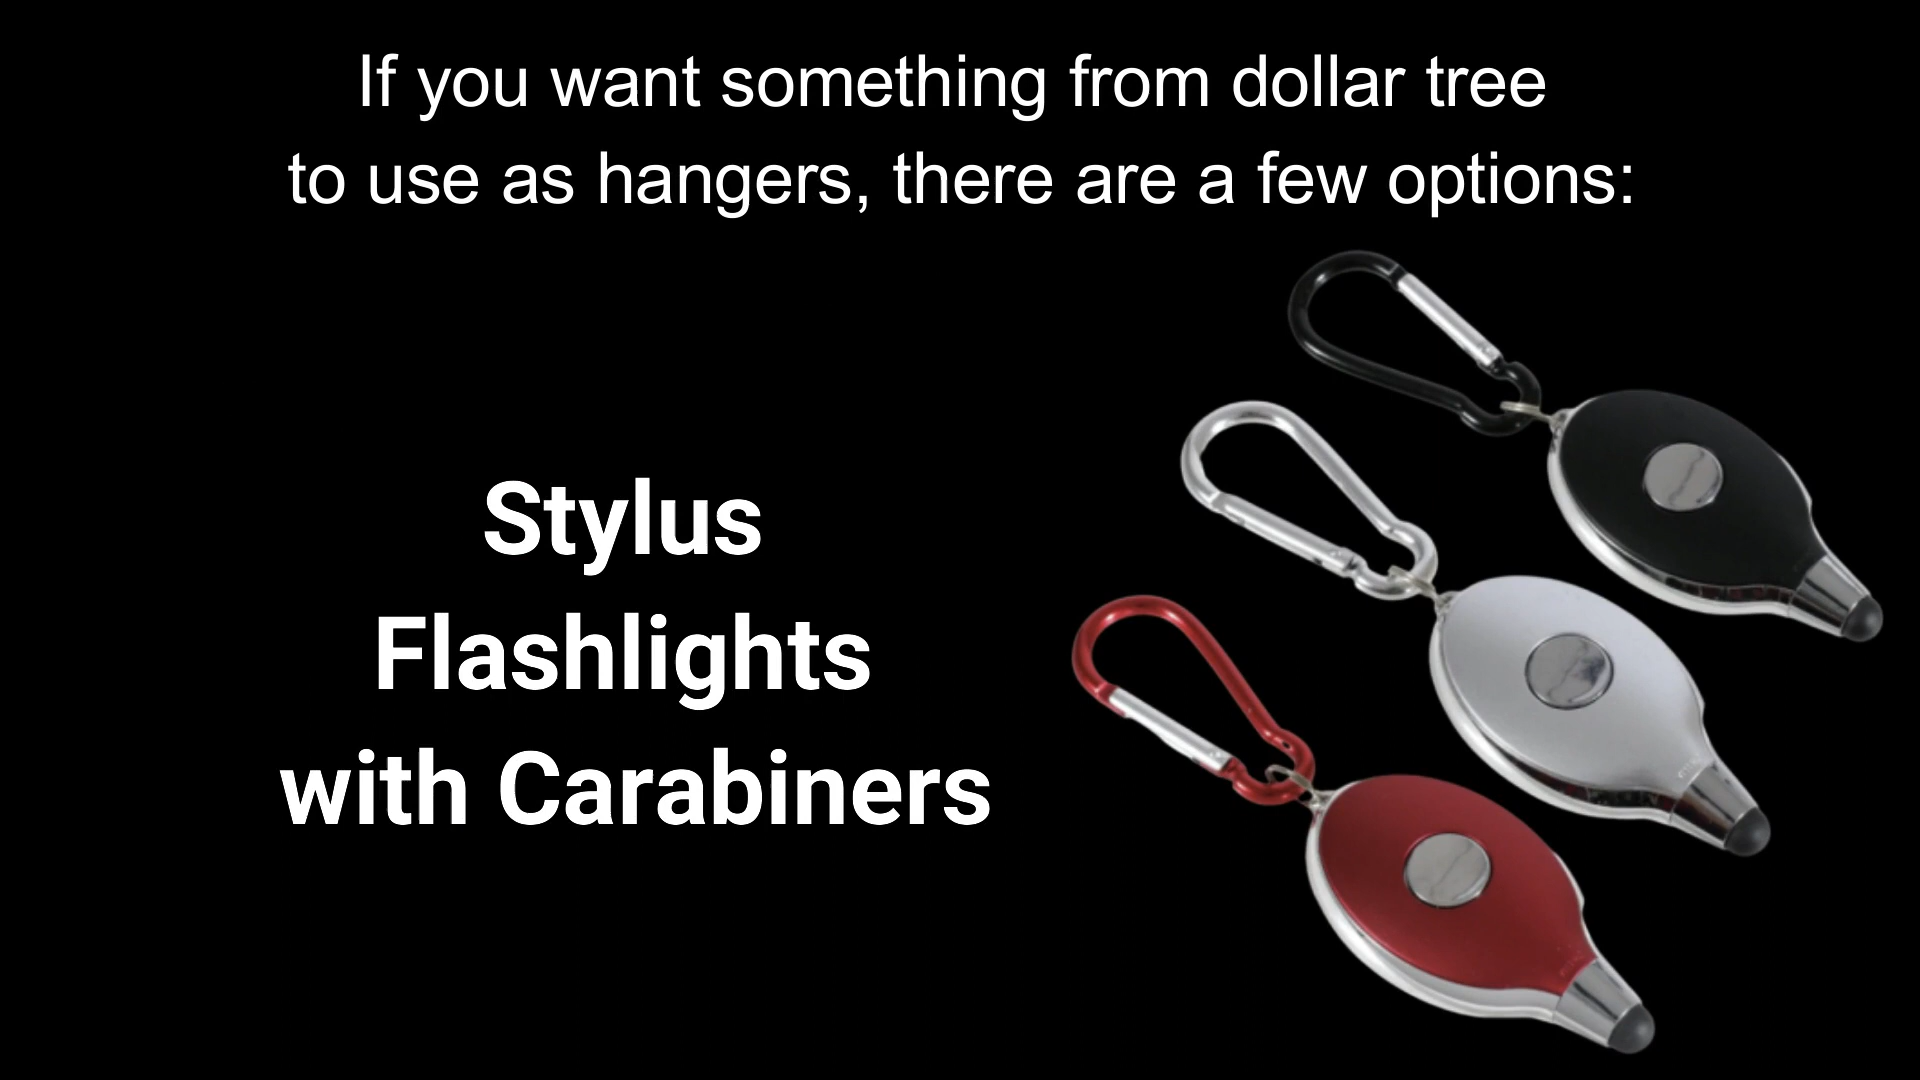 If you want something from dollar tree
to use as hangers, there are a few options:
Stylus
Flashlights
with Carabiners